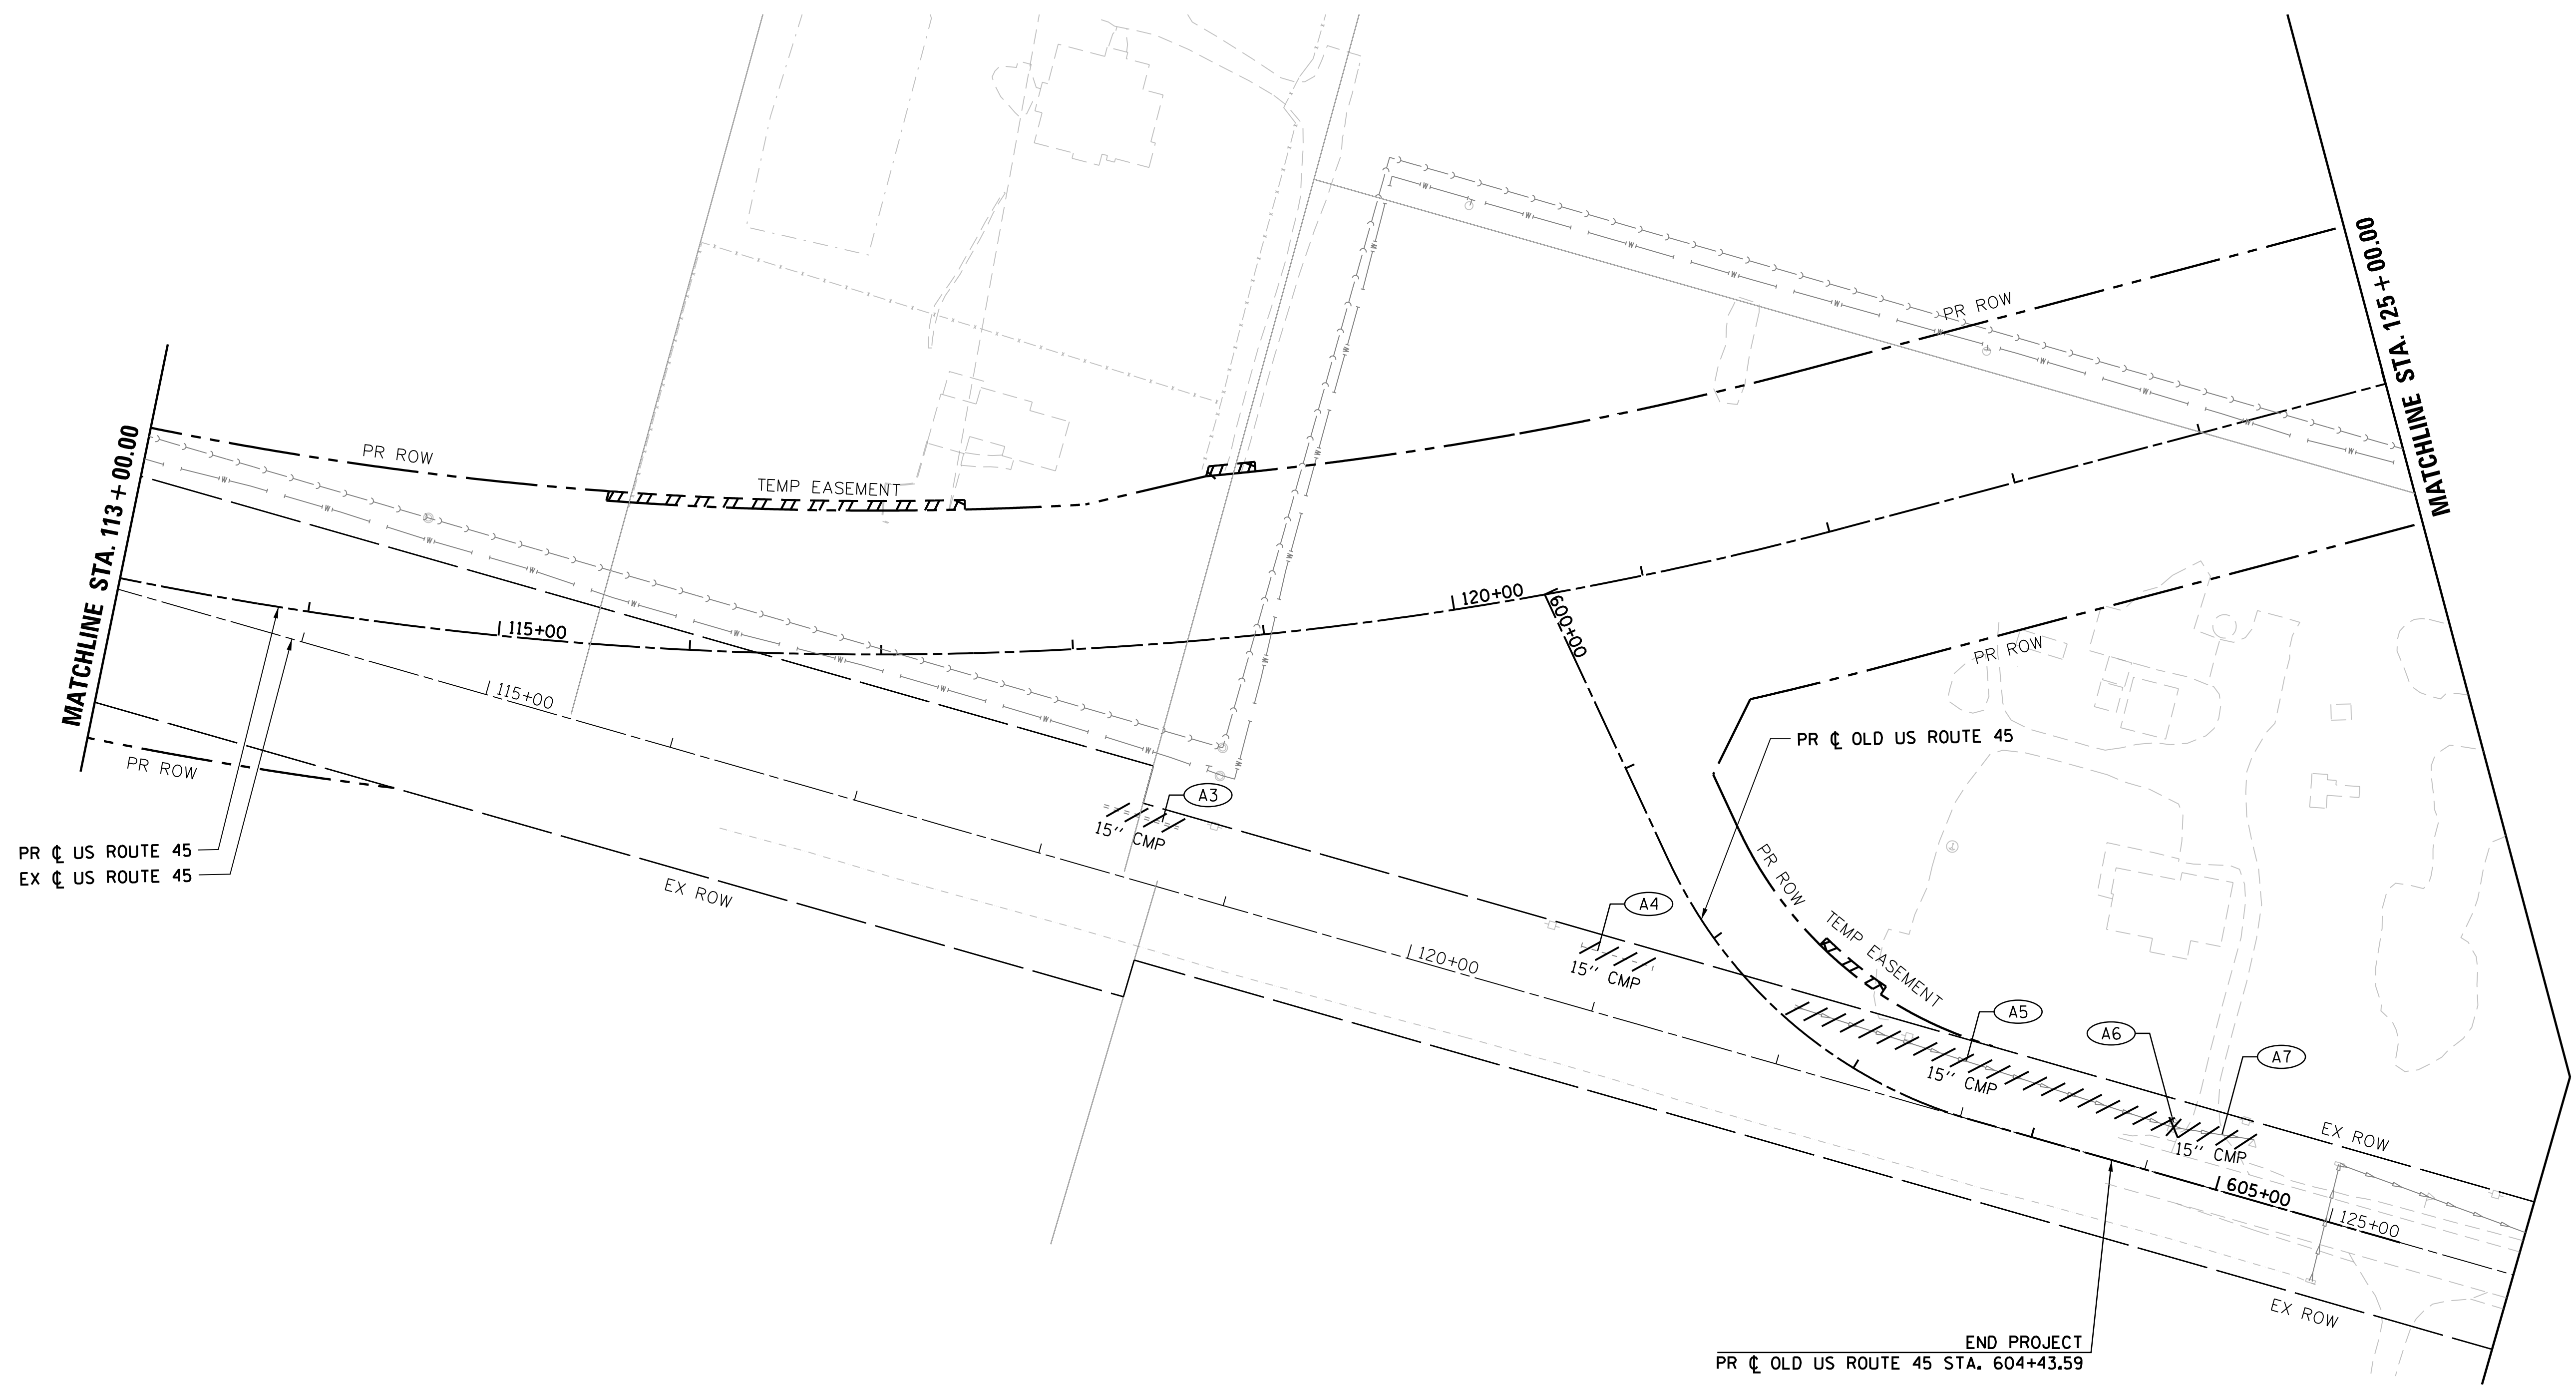 MATCHLINE STA. 125+00.00
PR ROW
MATCHLINE STA. 113+00.00
PR ROW
TEMP EASEMENT
120+00
600+00
115+00
PR ROW
115+00
PR ℄ OLD US ROUTE 45
PR ROW
A3
15" CMP
PR ℄ US ROUTE 45
EX ℄ US ROUTE 45
EX ROW
PR ROW
A4
15" CMP
120+00
TEMP EASEMENT
A5
15" CMP
A6
A7
15" CMP
EX ROW
605+00
125+00
EX ROW
END PROJECT
PR ℄ OLD US ROUTE 45 STA. 604+43.59